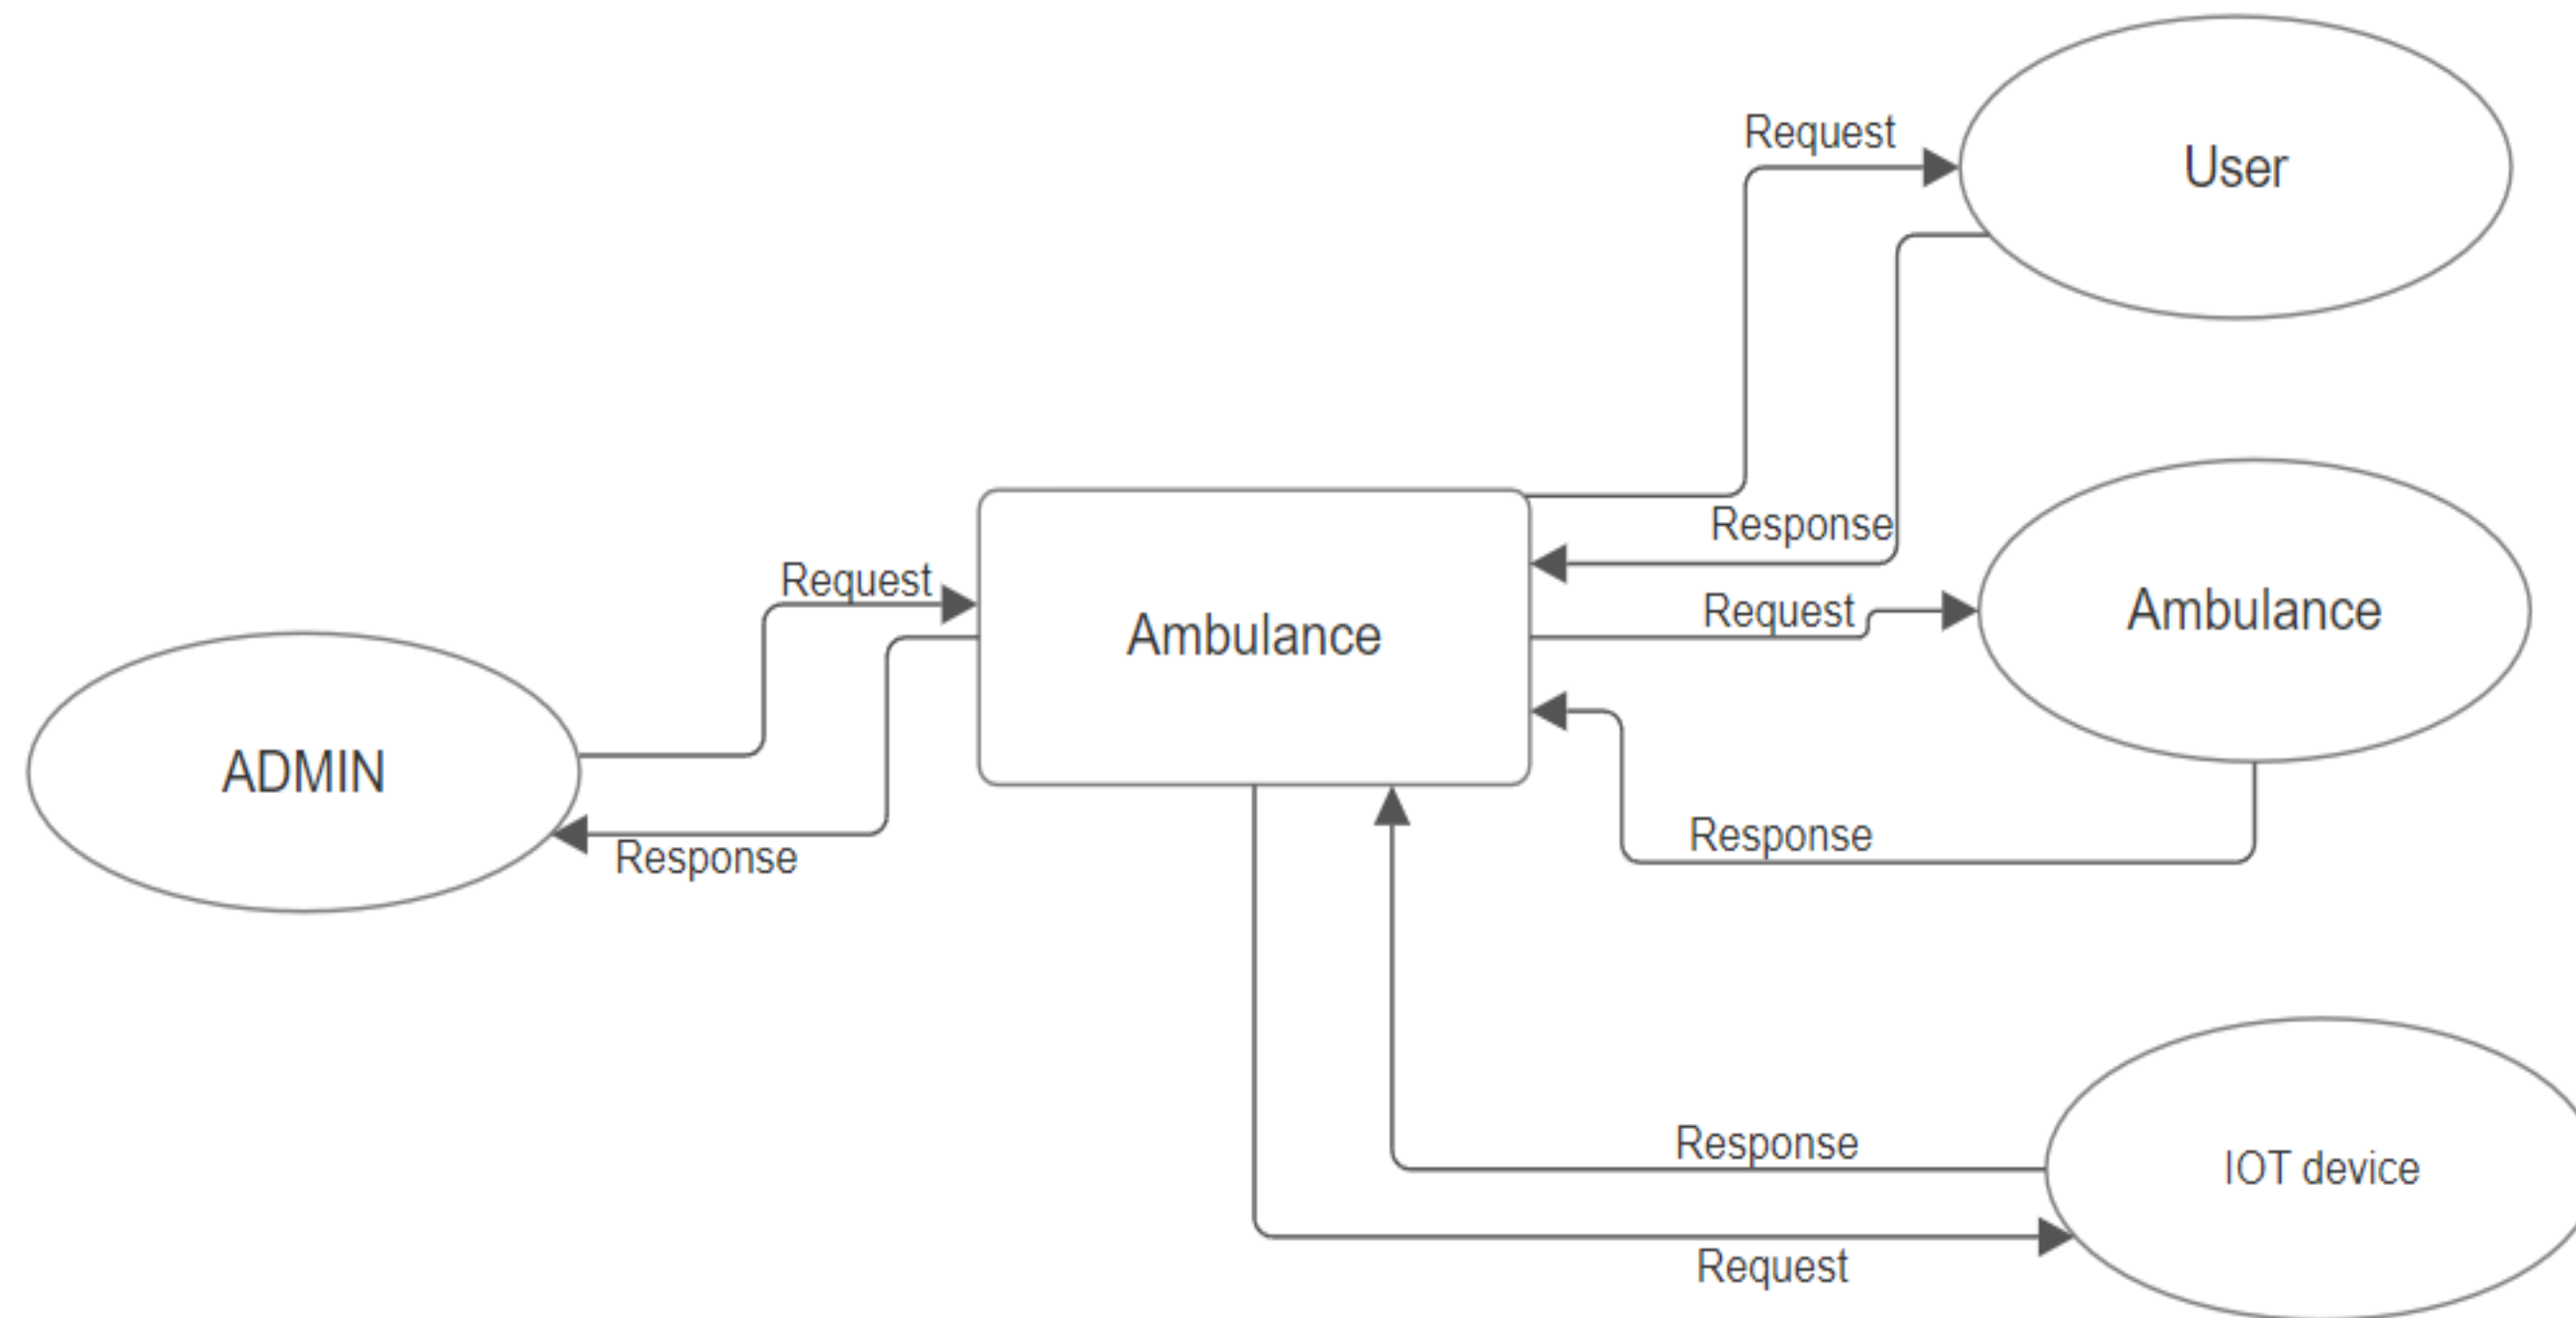 Request
User
Response
Request
Ambulance
Request
Ambulance
ADMIN
Response
Response
Response
IOT device
Request